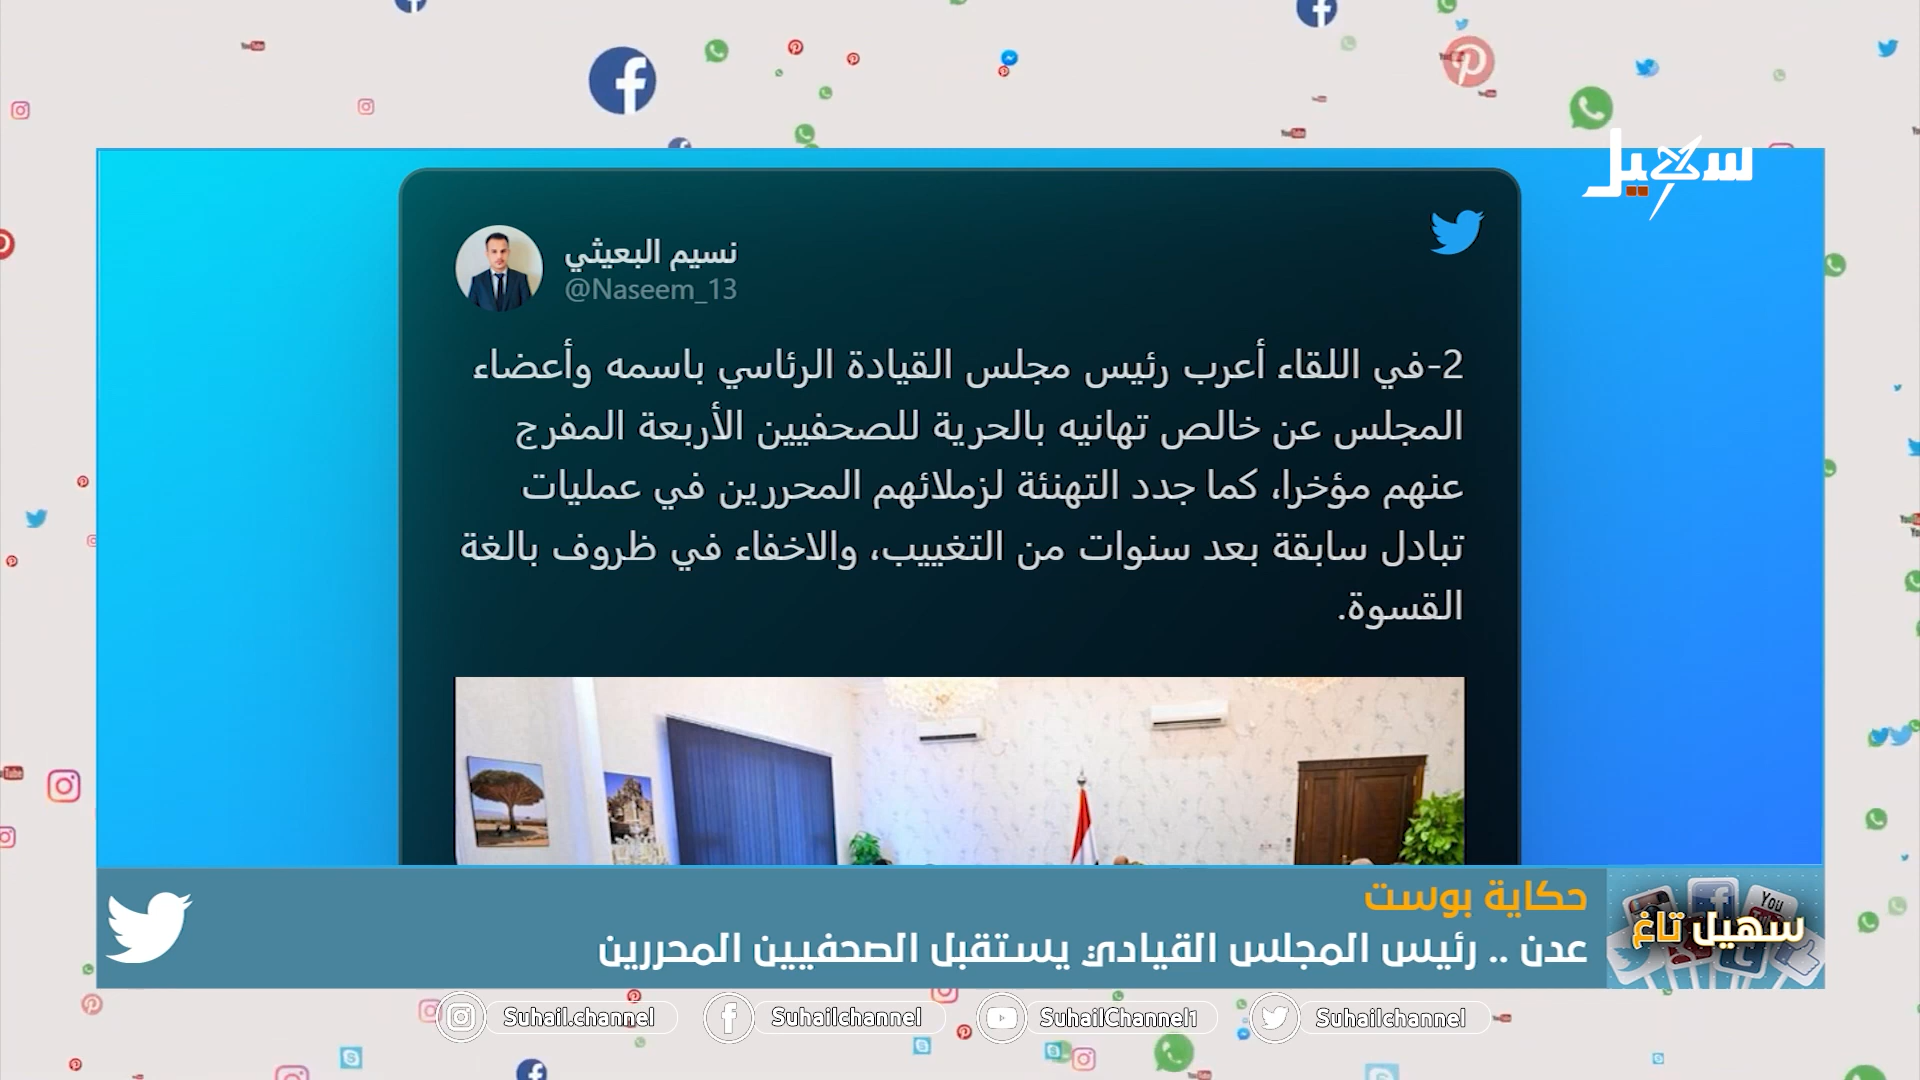 سهيل
نسيم البعيثي
@Naseem_13
2-في اللقاء أعرب رئيس مجلس القيادة الرئاسي باسمه وأعضاء
المجلس عن خالص تهانيه بالحرية للصحفيين الأربعة المفرج
عنهم مؤخرا، كما جدد التهنئة لزملائهم المحررين في عمليات
تبادل سابقة بعد سنوات من التغييب، والاخفاء في ظروف بالغة
القسوة.
حكاية بوست
عدن .. رئيس المجلس القيادي يستقبل الصحفيين المحررين
سهيل تاغ
You
Suhail.channel
Suhailchannel
SuhailChannel1
Suhailchannel